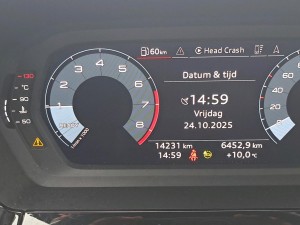 60km Head Crash
Datum & tijd
14:59
Vrijdag
24.10.2025
14231 km 6452,9 km
14:59 +10,0°C
130
°C
90
50
1 2 3 4 5 6 7 8